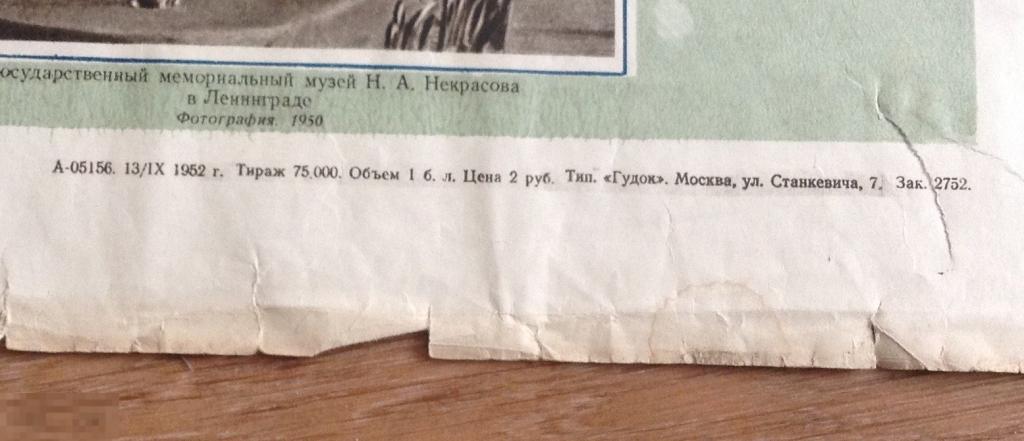 осударственный мемориальный музей Н. А. Некрасова
в Ленинграде
Фотография. 1950
А-05156. 13/IX 1952 г. Тираж 75.000. Объем 1 б. л. Цена 2 руб. Тип. «Гудок». Москва, ул. Станкевича, 7. Зак. 2752.